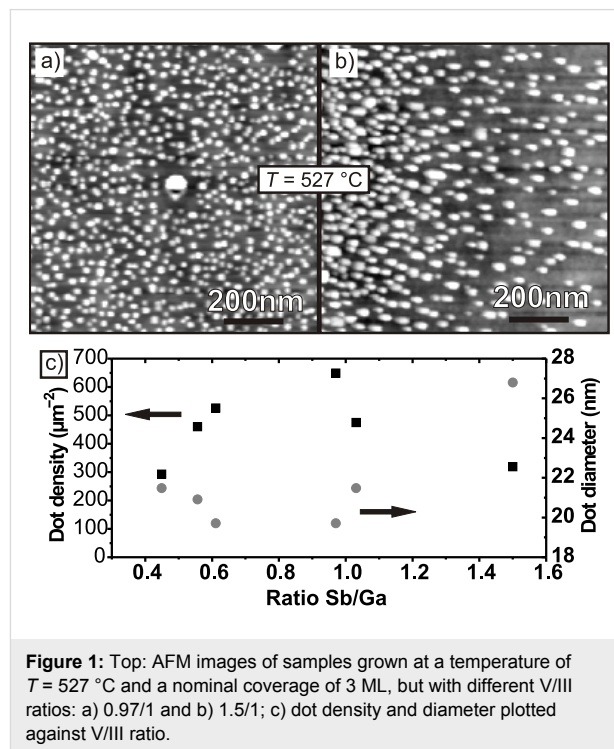 a)
b)
T = 527 °C
200nm
200nm
c)
700
600
500
400
300
200
100
0
Dot density (µm⁻²)
28
26
24
22
20
18
Dot diameter (nm)
0.4 0.6 0.8 1.0 1.2 1.4 1.6
Ratio Sb/Ga
Figure 1: Top: AFM images of samples grown at a temperature of
T = 527 °C and a nominal coverage of 3 ML, but with different V/III
ratios: a) 0.97/1 and b) 1.5/1; c) dot density and diameter plotted
against V/III ratio.